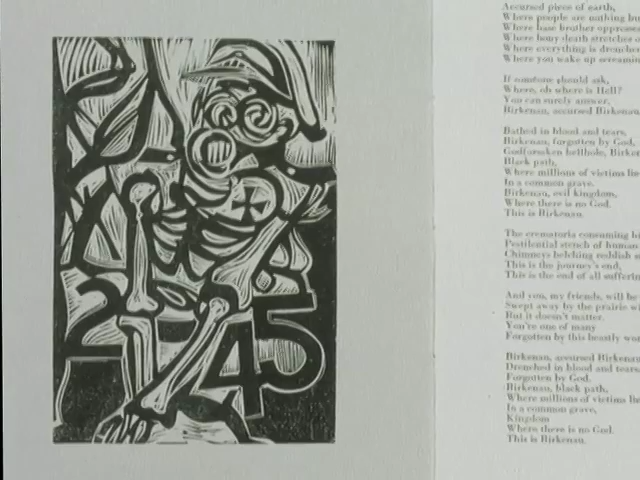 245
Accursed piece of earth,
Where people are nothing
Where base brother
Where bony death stretches
Where everything is drenched
Where you wake up screaming
If someone should ask,
Where, oh where is Hell?
You can surely answer,
Birkenau, accursed Birkenau
Bathed in blood and tears,
Birkenau, forgotten by God,
Godforsaken hellhole,
Black path,
Where millions of victims lie
In a common grave.
Birkenau, evil kingdom,
Where there is no God.
This is Birkenau.
The crematoria consuming
Pestilential stench of human
Chimneys belching reddish
This is the journey's end,
This is the end of all suffering
And you, my friends, will be
Swept away by the prairie
But it doesn't matter.
You're one of many
Forgotten by this beastly
Birkenau, accursed Birkenau
Drenched in blood and tears
Forgotten by God.
Birkenau, black path,
Where millions of victims lie
In a common grave,
Kingdom
Where there is no God.
This is Birkenau.